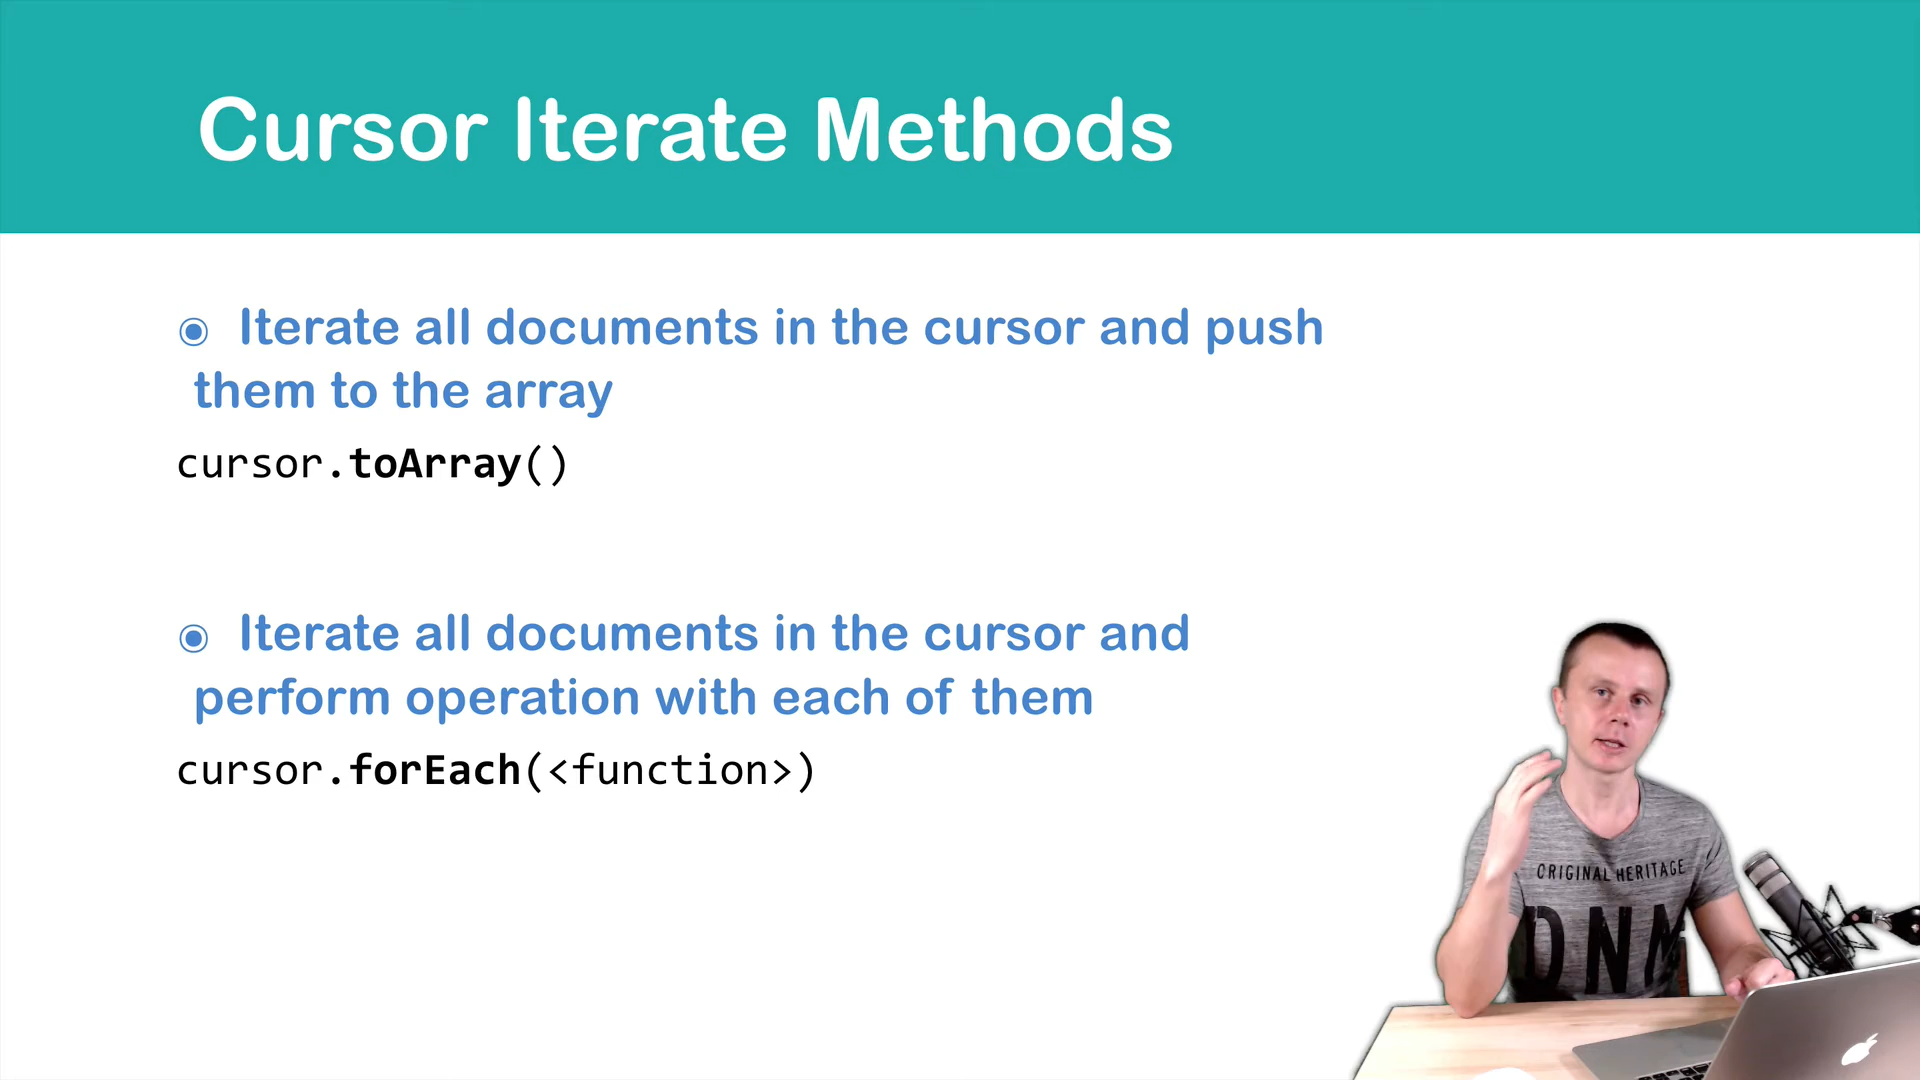 Cursor Iterate Methods
Iterate all documents in the cursor and push
them to the array
cursor.toArray()
Iterate all documents in the cursor and
perform operation with each of them
cursor.forEach(<function>)
ORIGINAL HERITAGE
DNM